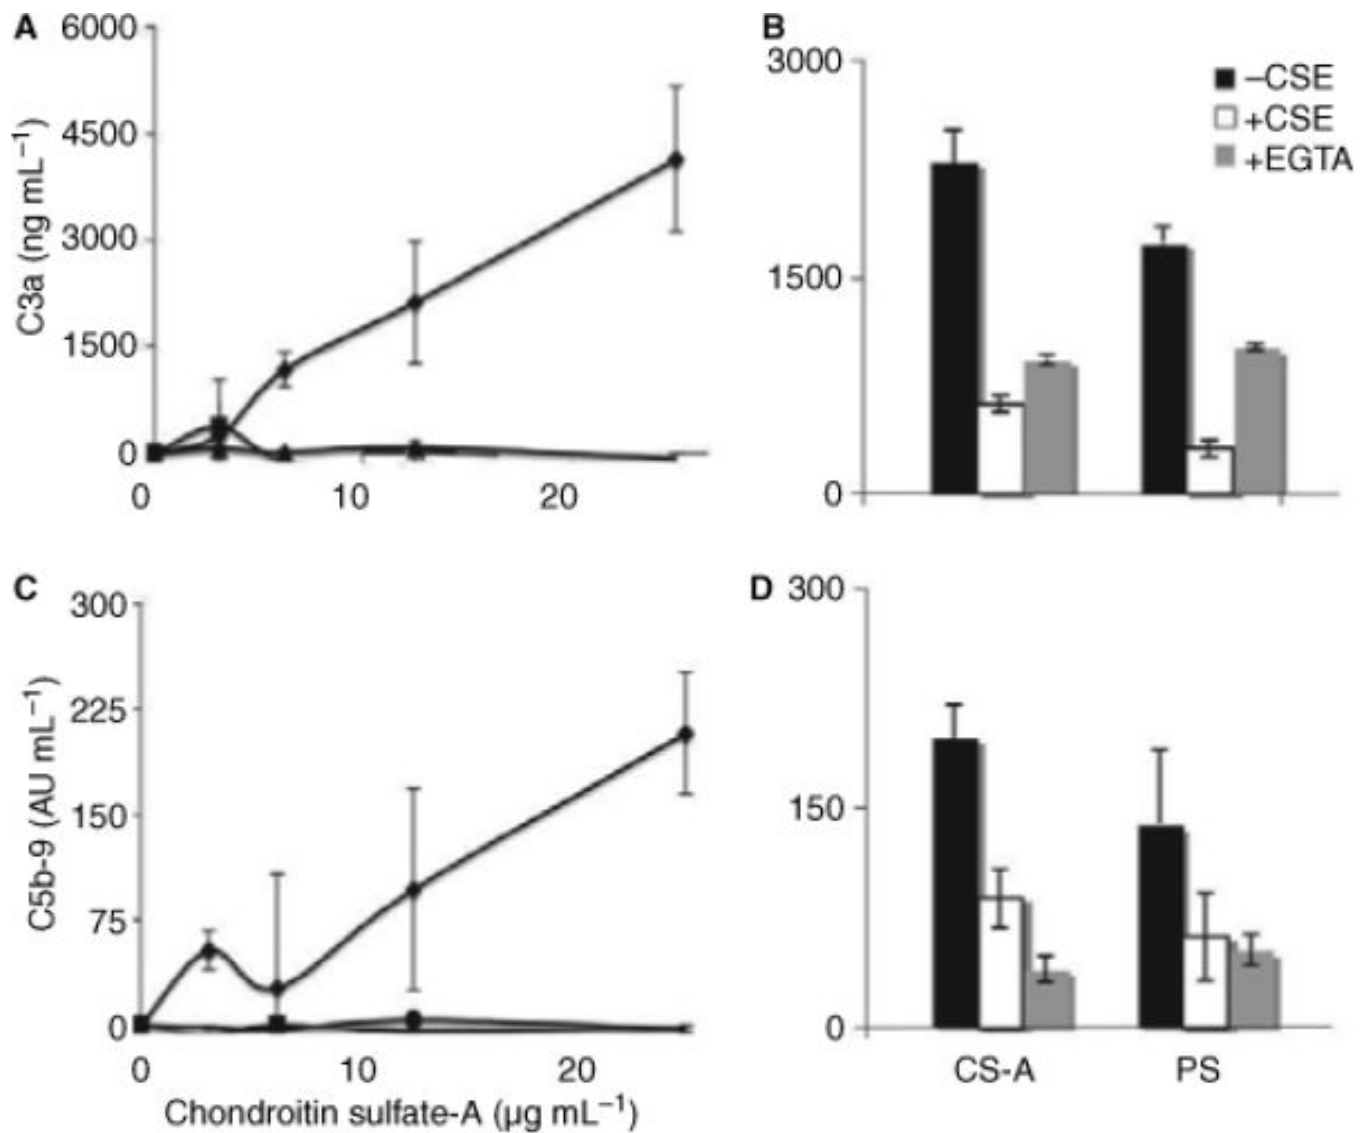 A
6000
4500
3000
1500
0
C3a (ng mL⁻¹)
0 10 20
B
3000
1500
0
–CSE
+CSE
+EGTA
C
300
225
150
75
0
C5b-9 (AU mL⁻¹)
0 10 20
Chondroitin sulfate-A (µg mL⁻¹)
D
300
150
0
CS-A PS